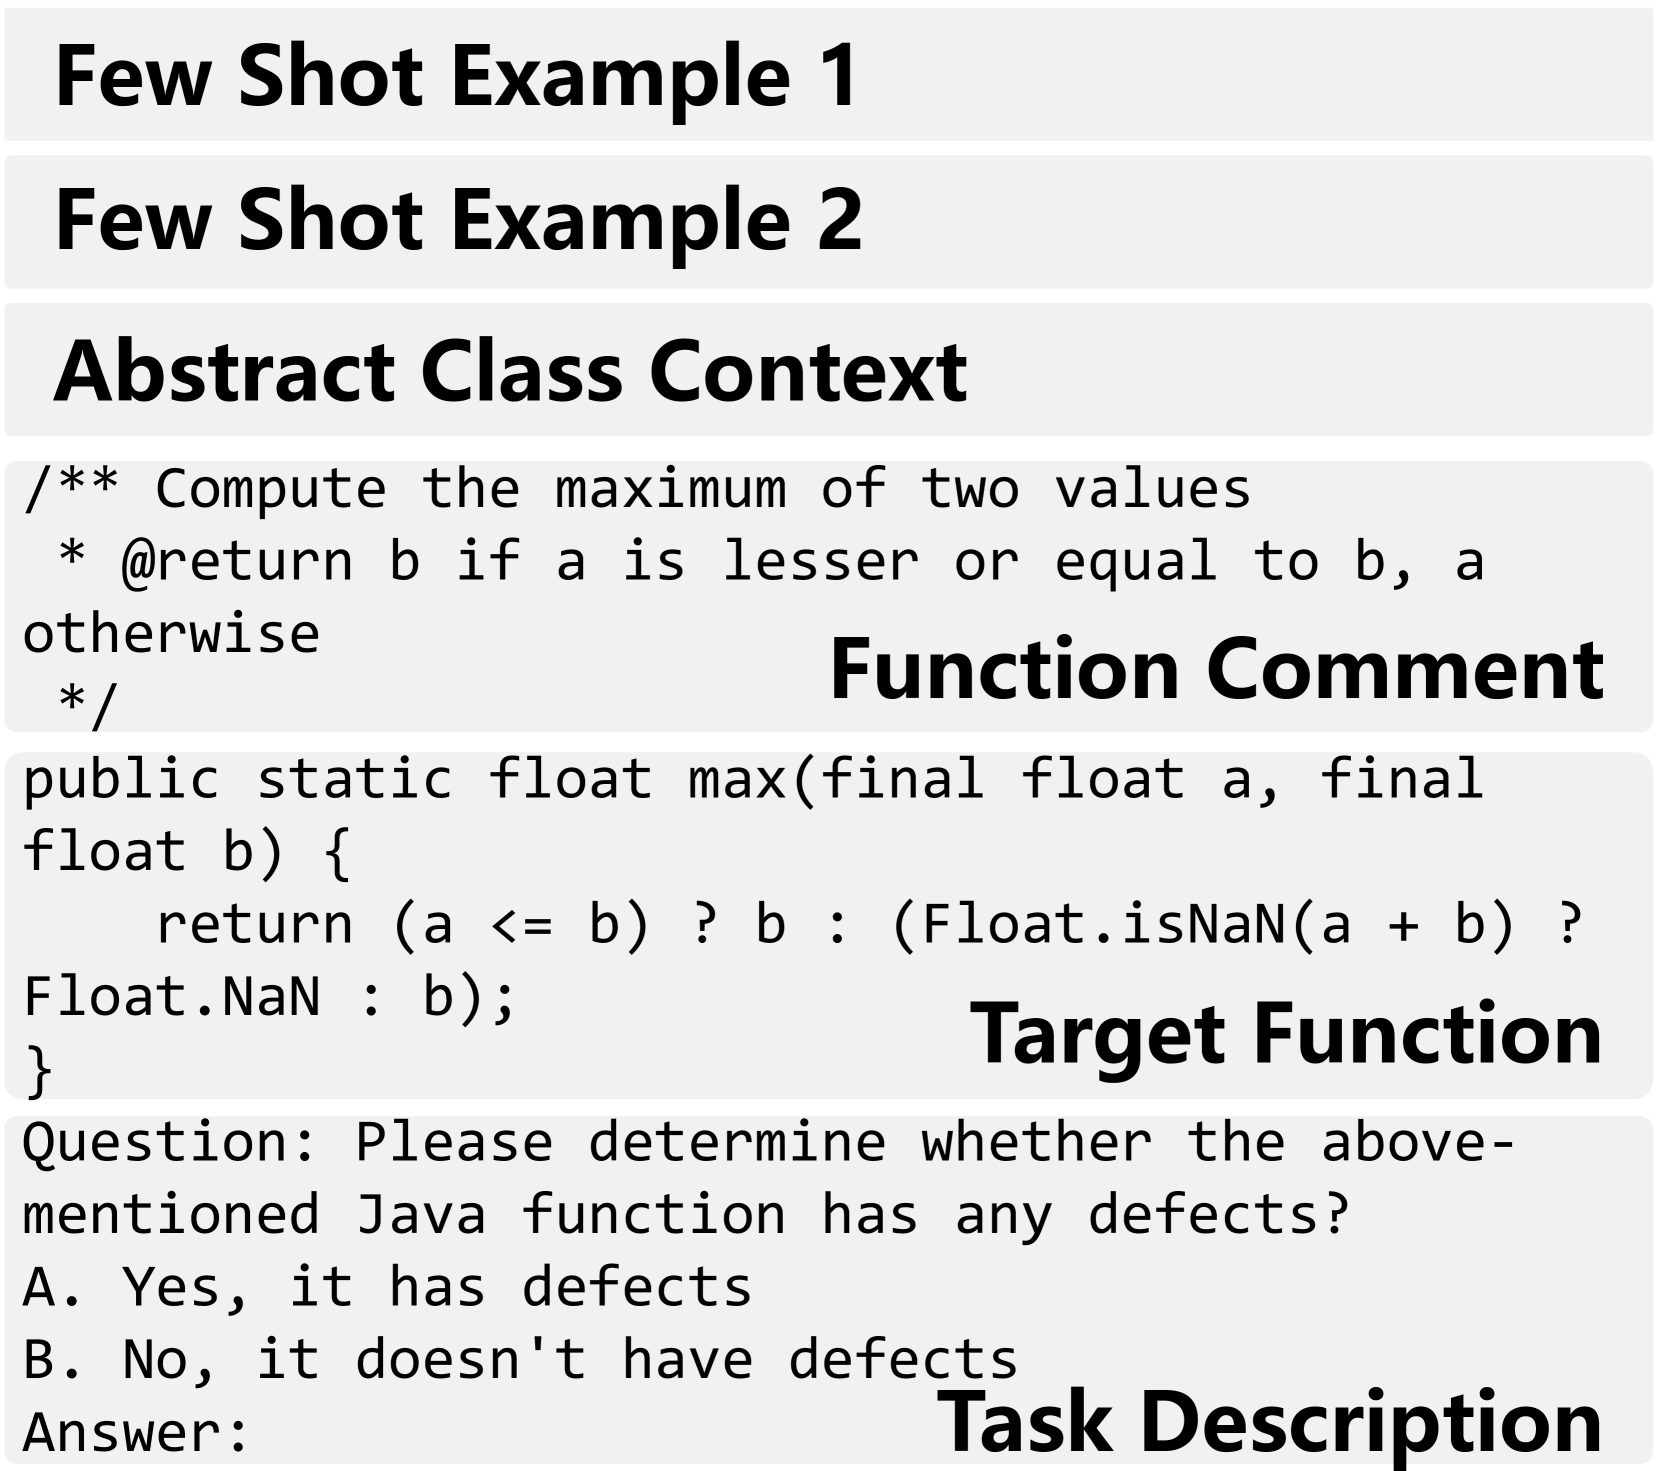 Few Shot Example 1
Few Shot Example 2
Abstract Class Context
/** Compute the maximum of two values
 * @return b if a is lesser or equal to b, a
otherwise
 */
Function Comment
public static float max(final float a, final
float b) {
    return (a <= b) ? b : (Float.isNaN(a + b) ?
Float.NaN : b);
}
Target Function
Question: Please determine whether the above-
mentioned Java function has any defects?
A. Yes, it has defects
B. No, it doesn't have defects
Answer:
Task Description